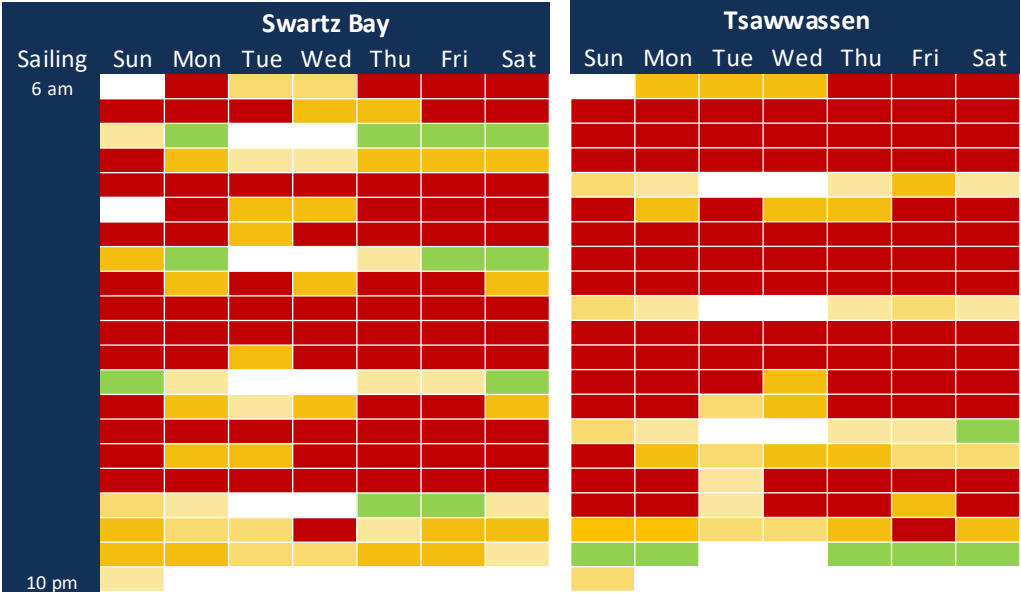 Swartz Bay Tsawwassen
Sailing Sun Mon Tue Wed Thu Fri Sat Sun Mon Tue Wed Thu Fri Sat
6 am
10 pm